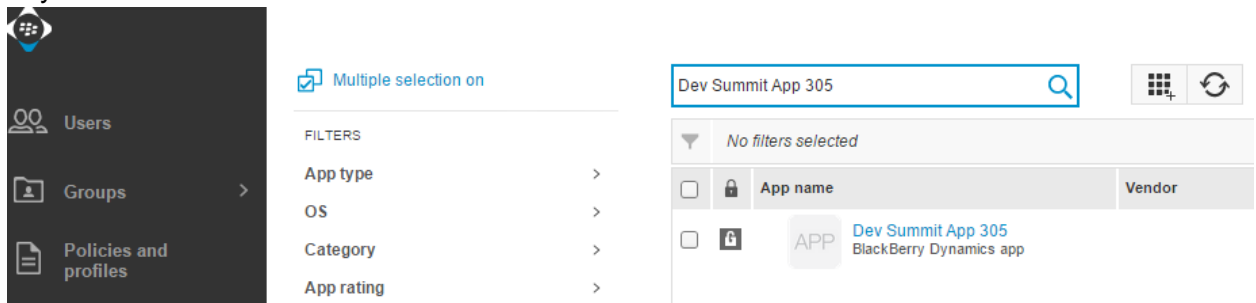 Multiple selection on
Users
Groups
Policies and
profiles
FILTERS
App type
OS
Category
App rating
Dev Summit App 305
No filters selected
App name
Vendor
APP
Dev Summit App 305
BlackBerry Dynamics app